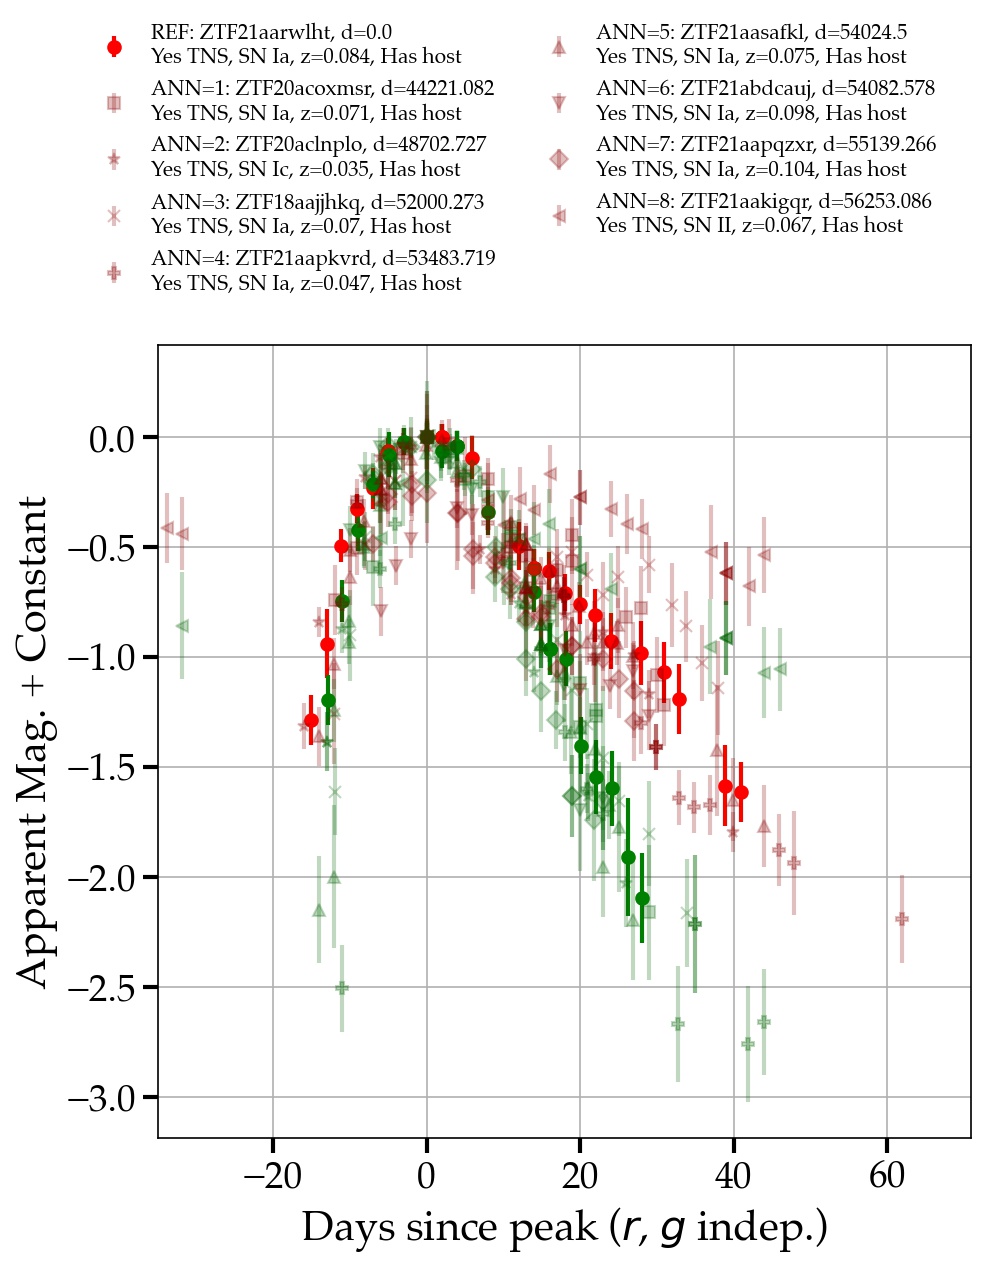 REF: ZTF21aarwlht, d=0.0
Yes TNS, SN Ia, z=0.084, Has host
ANN=1: ZTF20acoxmsr, d=44221.082
Yes TNS, SN Ia, z=0.071, Has host
ANN=2: ZTF20aclnplo, d=48702.727
Yes TNS, SN Ic, z=0.035, Has host
ANN=3: ZTF18aajjhkq, d=52000.273
Yes TNS, SN Ia, z=0.07, Has host
ANN=4: ZTF21aapkvrd, d=53483.719
Yes TNS, SN Ia, z=0.047, Has host
ANN=5: ZTF21aasafkl, d=54024.5
Yes TNS, SN Ia, z=0.075, Has host
ANN=6: ZTF21abdcauj, d=54082.578
Yes TNS, SN Ia, z=0.098, Has host
ANN=7: ZTF21aapqzxr, d=55139.266
Yes TNS, SN Ia, z=0.104, Has host
ANN=8: ZTF21aakigqr, d=56253.086
Yes TNS, SN II, z=0.067, Has host
Apparent Mag. + Constant
0.0
−0.5
−1.0
−1.5
−2.0
−2.5
−3.0
−20
0
20
40
60
Days since peak (r, g indep.)